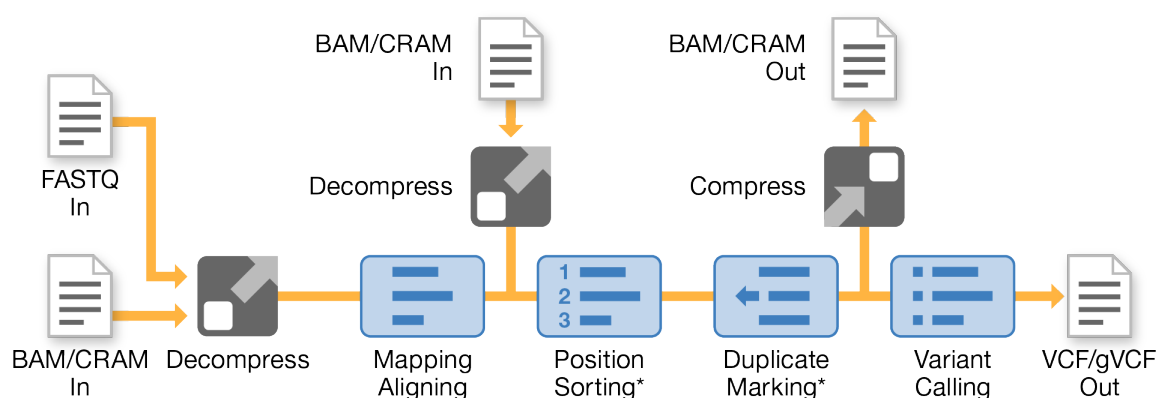 BAM/CRAM
In
BAM/CRAM
Out
FASTQ
In
Decompress
Compress
1
2
3
BAM/CRAM
In
Decompress
Mapping
Aligning
Position
Sorting*
Duplicate
Marking*
Variant
Calling
VCF/gVCF
Out